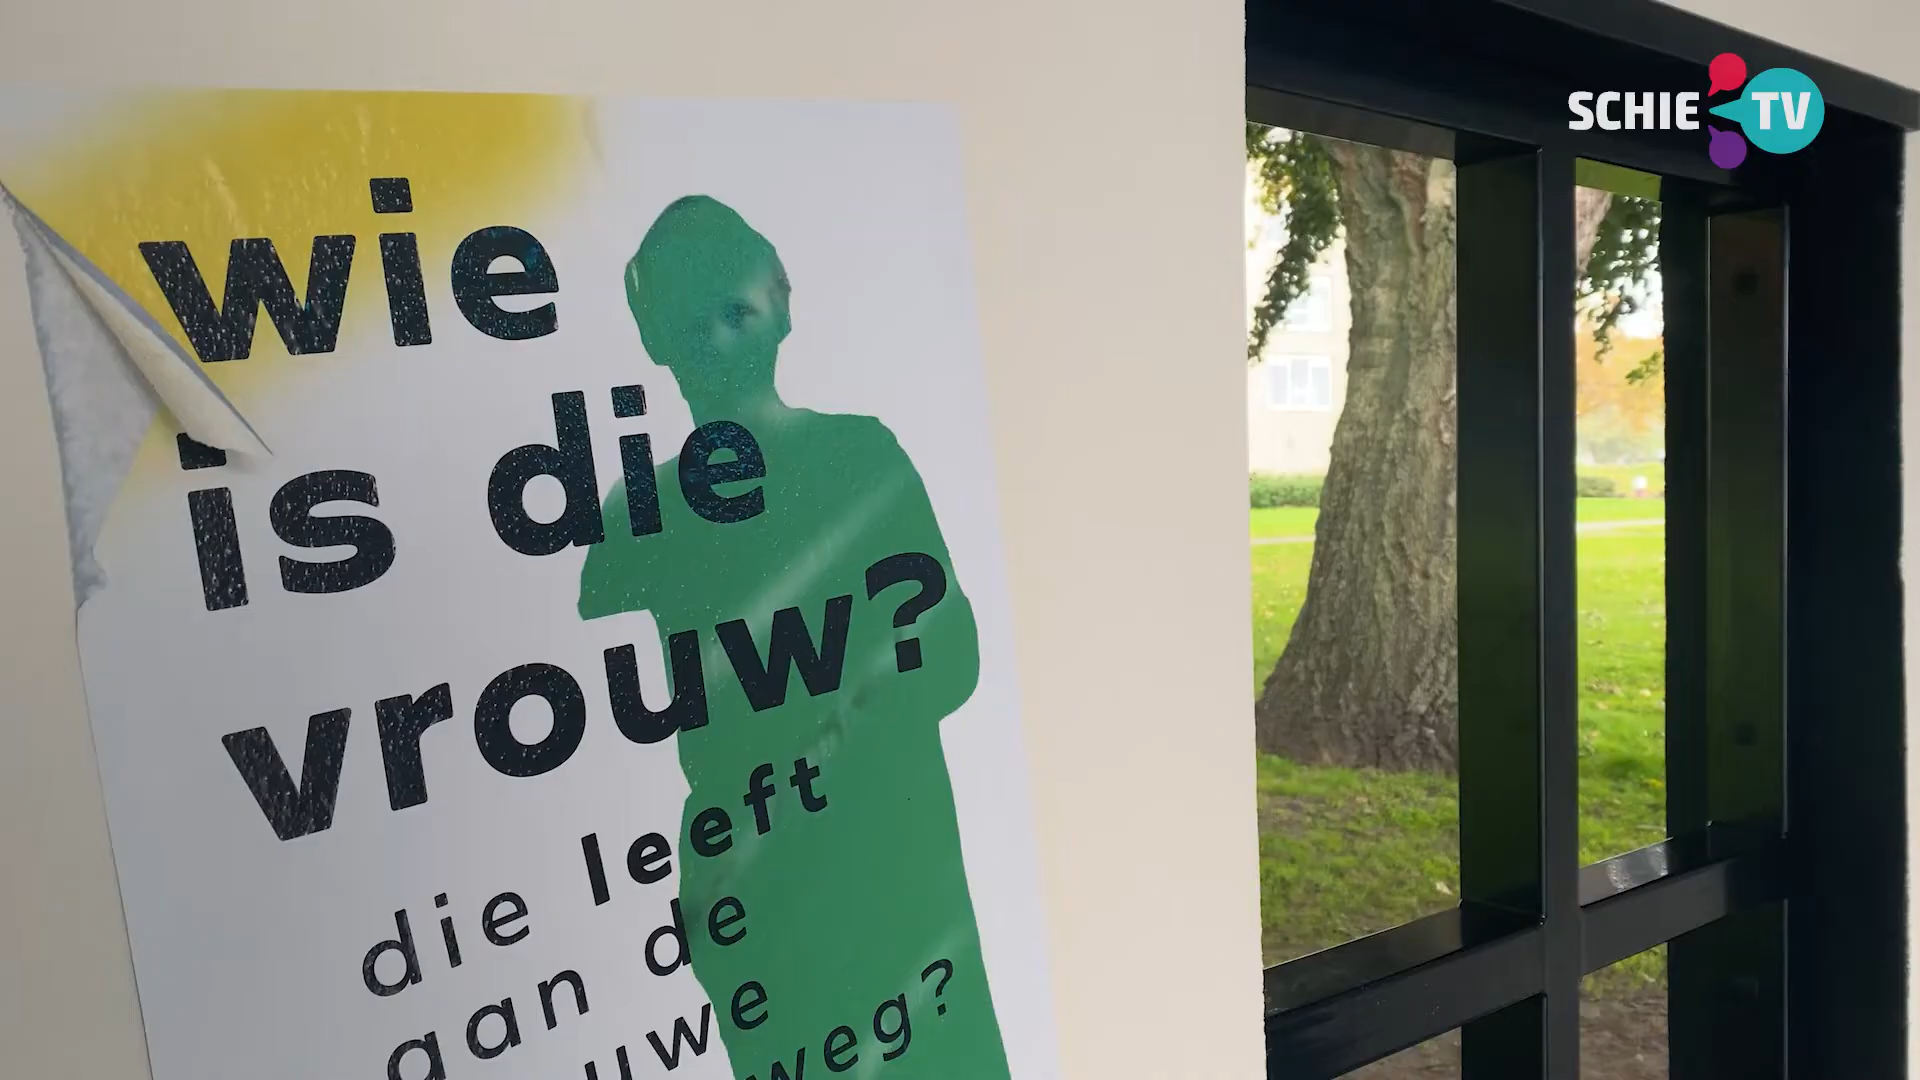 SCHIE TV
wie
is die
vrouw?
die leeft
aan de
uwe
weg?